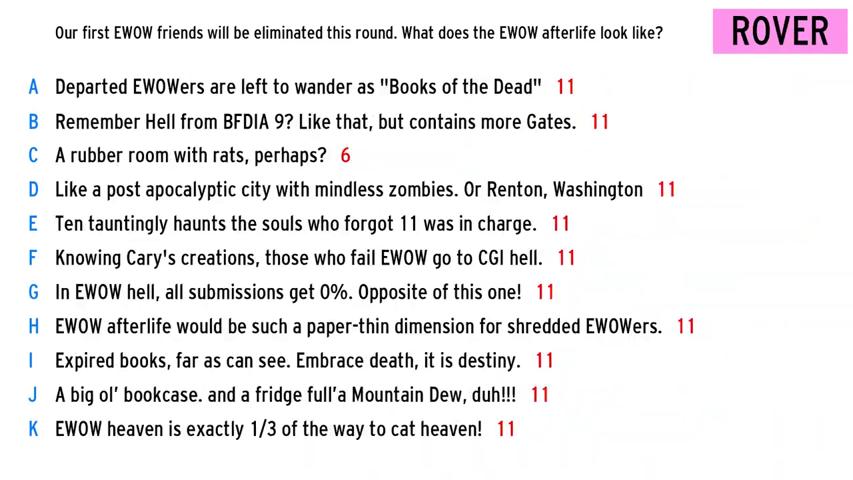 Our first EWOW friends will be eliminated this round. What does the EWOW afterlife look like?
ROVER
A Departed EWOWers are left to wander as "Books of the Dead" 11
B Remember Hell from BFDIA 9? Like that, but contains more Gates. 11
C A rubber room with rats, perhaps? 6
D Like a post apocalyptic city with mindless zombies. Or Renton, Washington 11
E Ten tauntingly haunts the souls who forgot 11 was in charge. 11
F Knowing Cary's creations, those who fail EWOW go to CGI hell. 11
G In EWOW hell, all submissions get 0%. Opposite of this one! 11
H EWOW afterlife would be such a paper-thin dimension for shredded EWOWers. 11
I Expired books, far as can see. Embrace death, it is destiny. 11
J A big ol’ bookcase. and a fridge full’a Mountain Dew, duh!!! 11
K EWOW heaven is exactly 1/3 of the way to cat heaven! 11